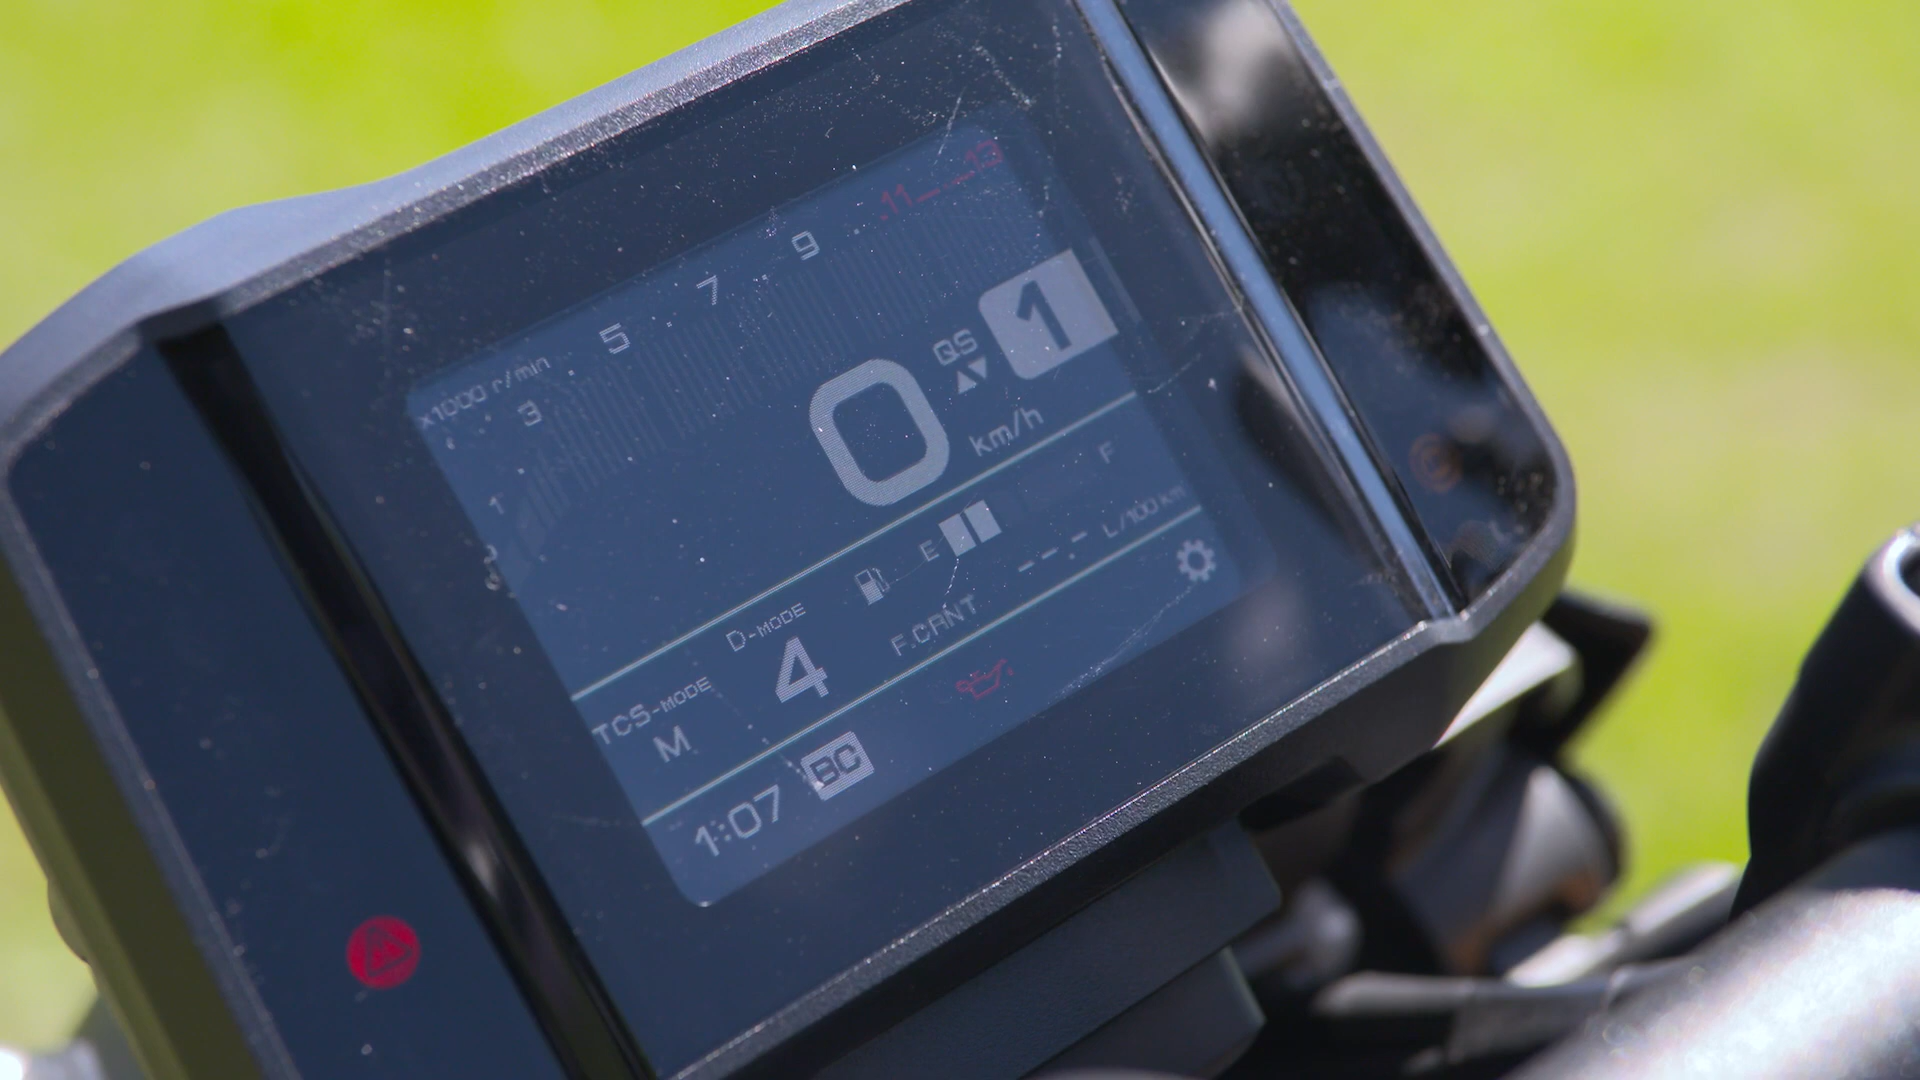 x1000 r/min
1 3 5 7 9 11 13
QS 1
0 km/h
E F
D-MODE
4
F.CRNT
---.- L/100 km
TCS-MODE
M
1:07 BC